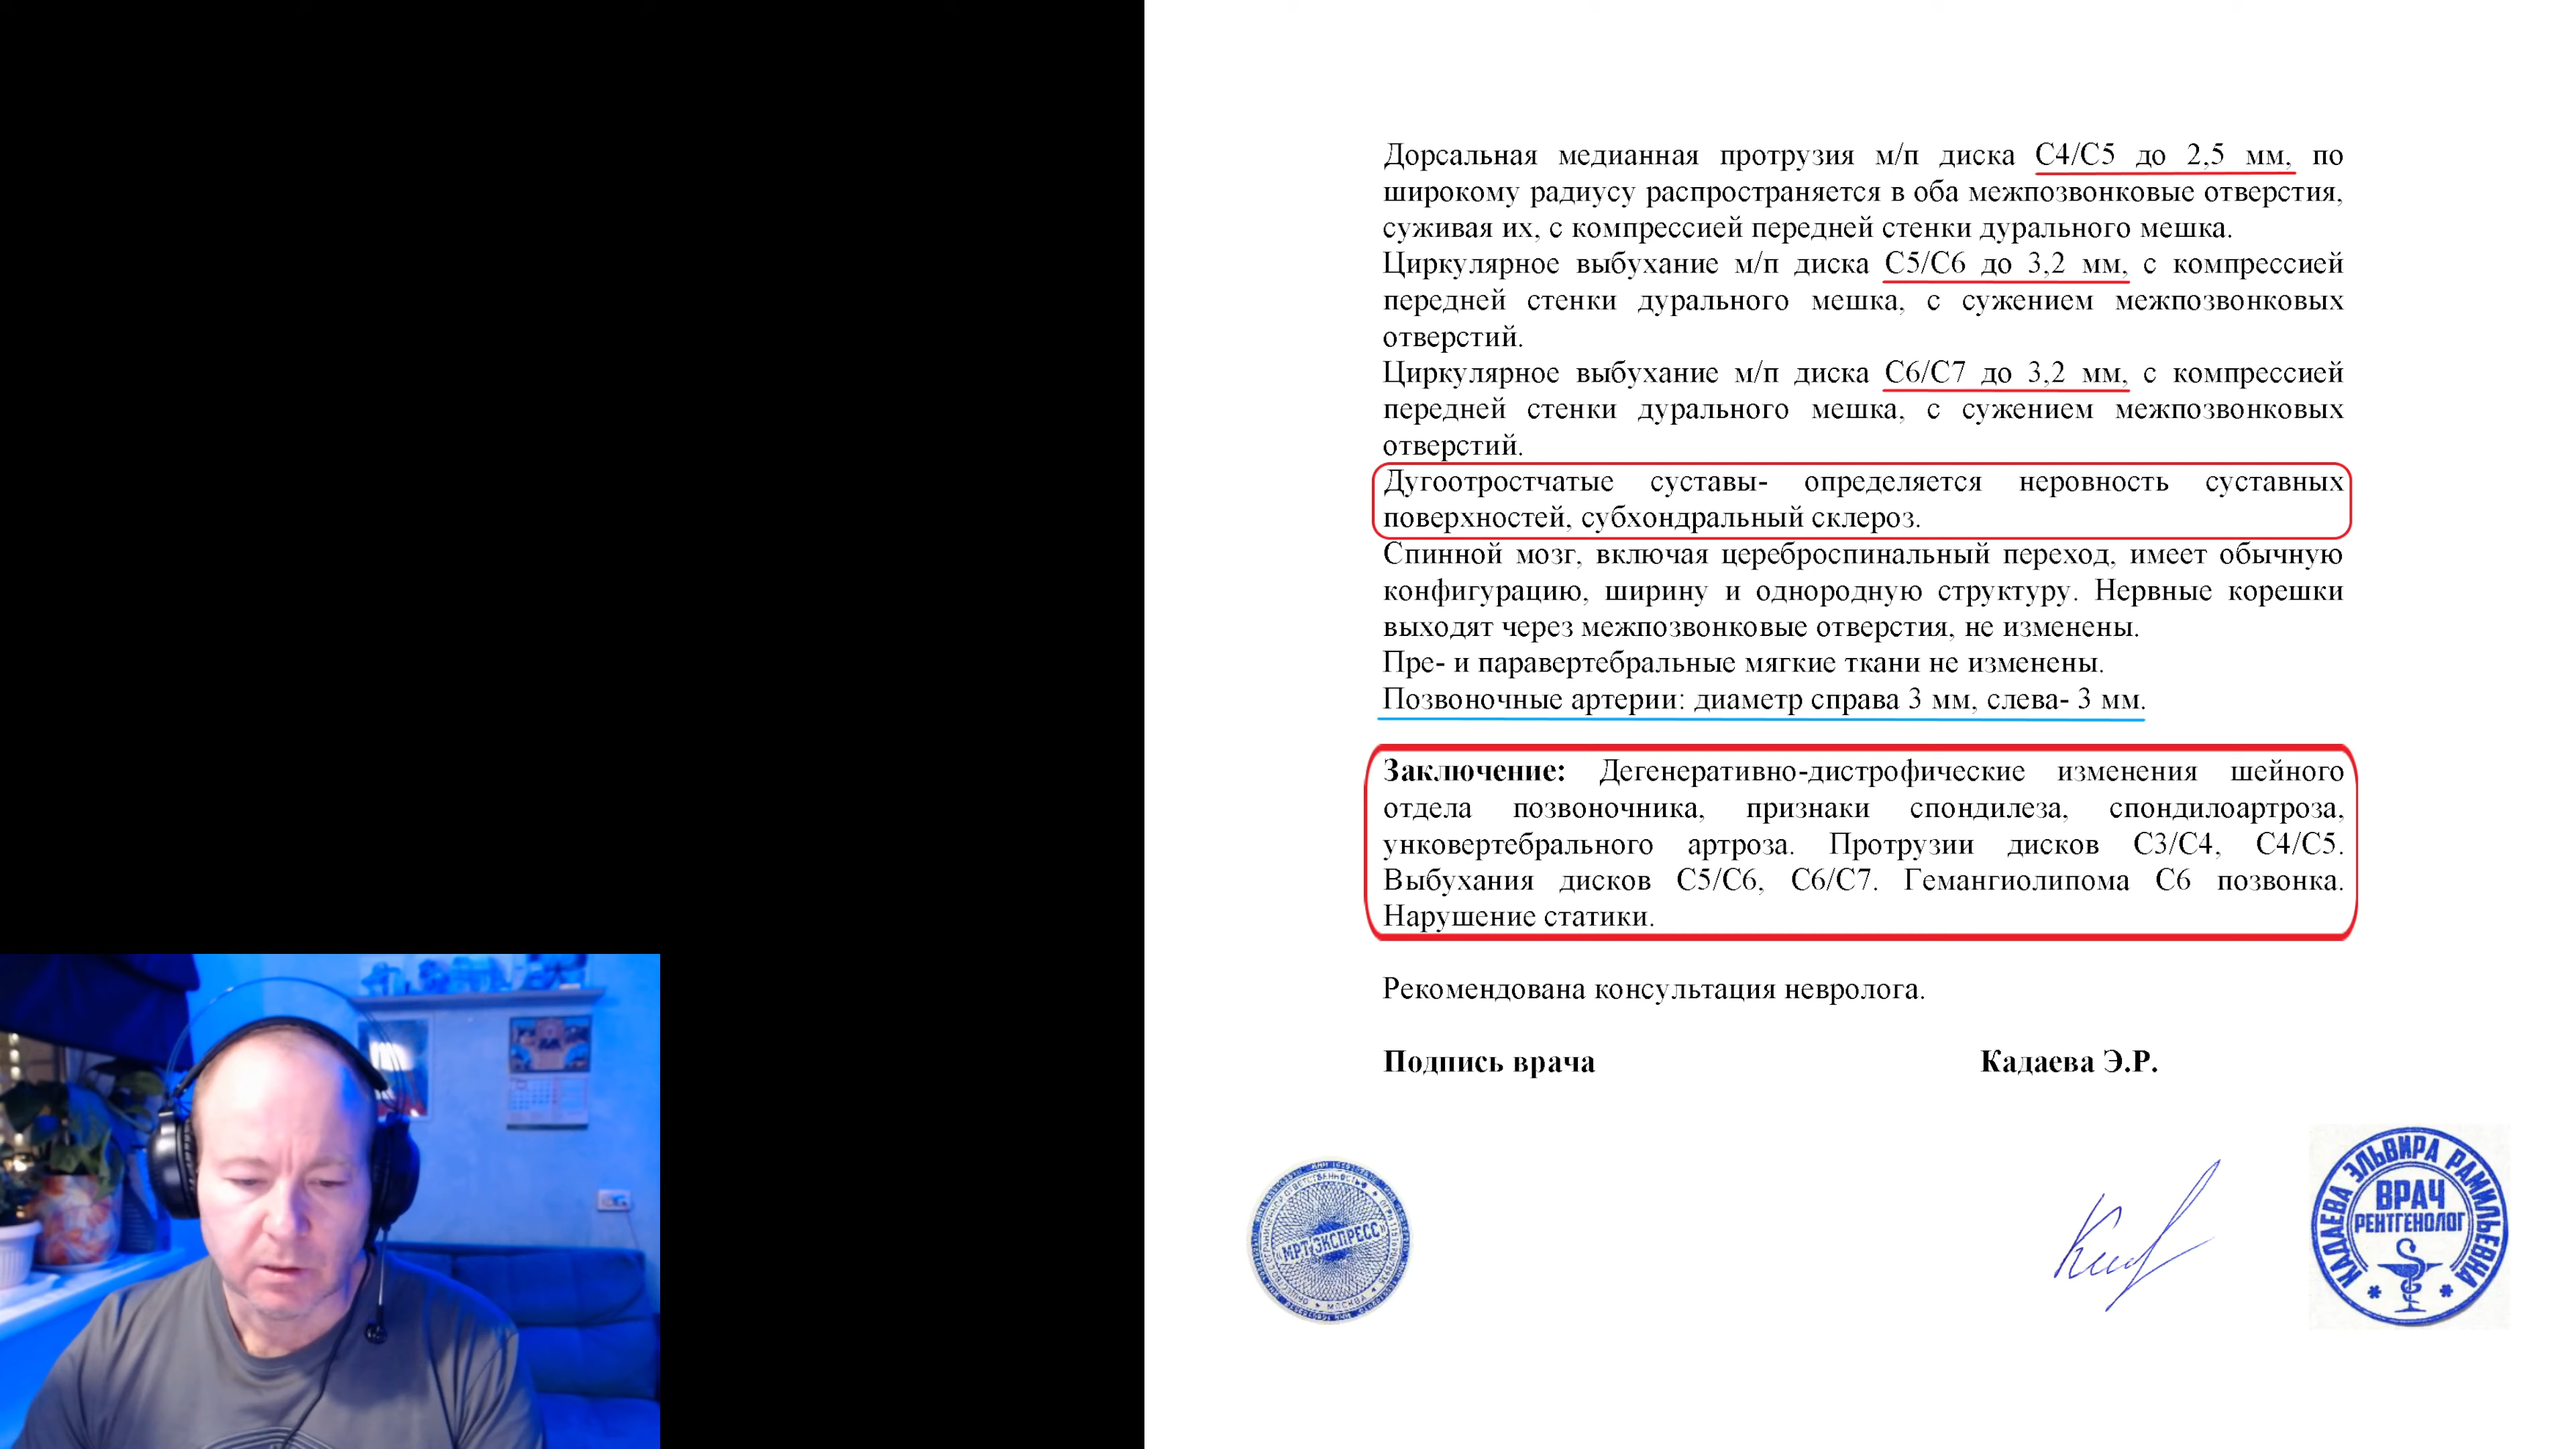 Дорсальная медианная протрузия м/п диска С4/С5 до 2,5 мм, по
широкому радиусу распространяется в оба межпозвонковые отверстия,
суживая их, с компрессией передней стенки дурального мешка.
Циркулярное выбухание м/п диска С5/С6 до 3,2 мм, с компрессией
передней стенки дурального мешка, с сужением межпозвонковых
отверстий.
Циркулярное выбухание м/п диска С6/С7 до 3,2 мм, с компрессией
передней стенки дурального мешка, с сужением межпозвонковых
отверстий.
Дугоотростчатые суставы- определяется неровность суставных
поверхностей, субхондральный склероз.
Спинной мозг, включая цереброспинальный переход, имеет обычную
конфигурацию, ширину и однородную структуру. Нервные корешки
выходят через межпозвонковые отверстия, не изменены.
Пре- и паравертебральные мягкие ткани не изменены.
Позвоночные артерии: диаметр справа 3 мм, слева- 3 мм.
Заключение: Дегенеративно-дистрофические изменения шейного
отдела позвоночника, признаки спондилеза, спондилоартроза,
унковертебрального артроза. Протрузии дисков С3/С4, С4/С5.
Выбухания дисков С5/С6, С6/С7. Гемангиолипома С6 позвонка.
Нарушение статики.
Рекомендована консультация невролога.
Подпись врача Кадаева Э.Р.
МРТ ЭКСПРЕСС
МОСКВА
КАДАЕВА ЭЛЬВИРА РАМИЛЬЕВНА
ВРАЧ
РЕНТГЕНОЛОГ